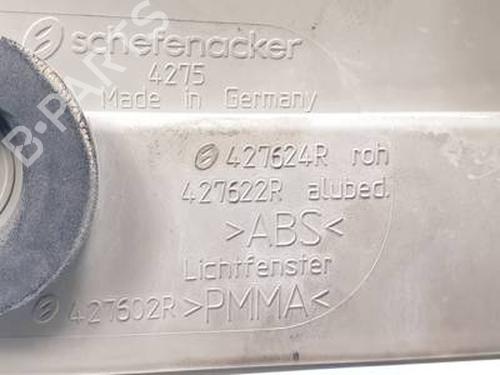 schefenacker
4275
Made in Germany
427624R roh
427622R alubed.
>ABS<
Lichtfenster
427602R >PMMA<
B-PARTS